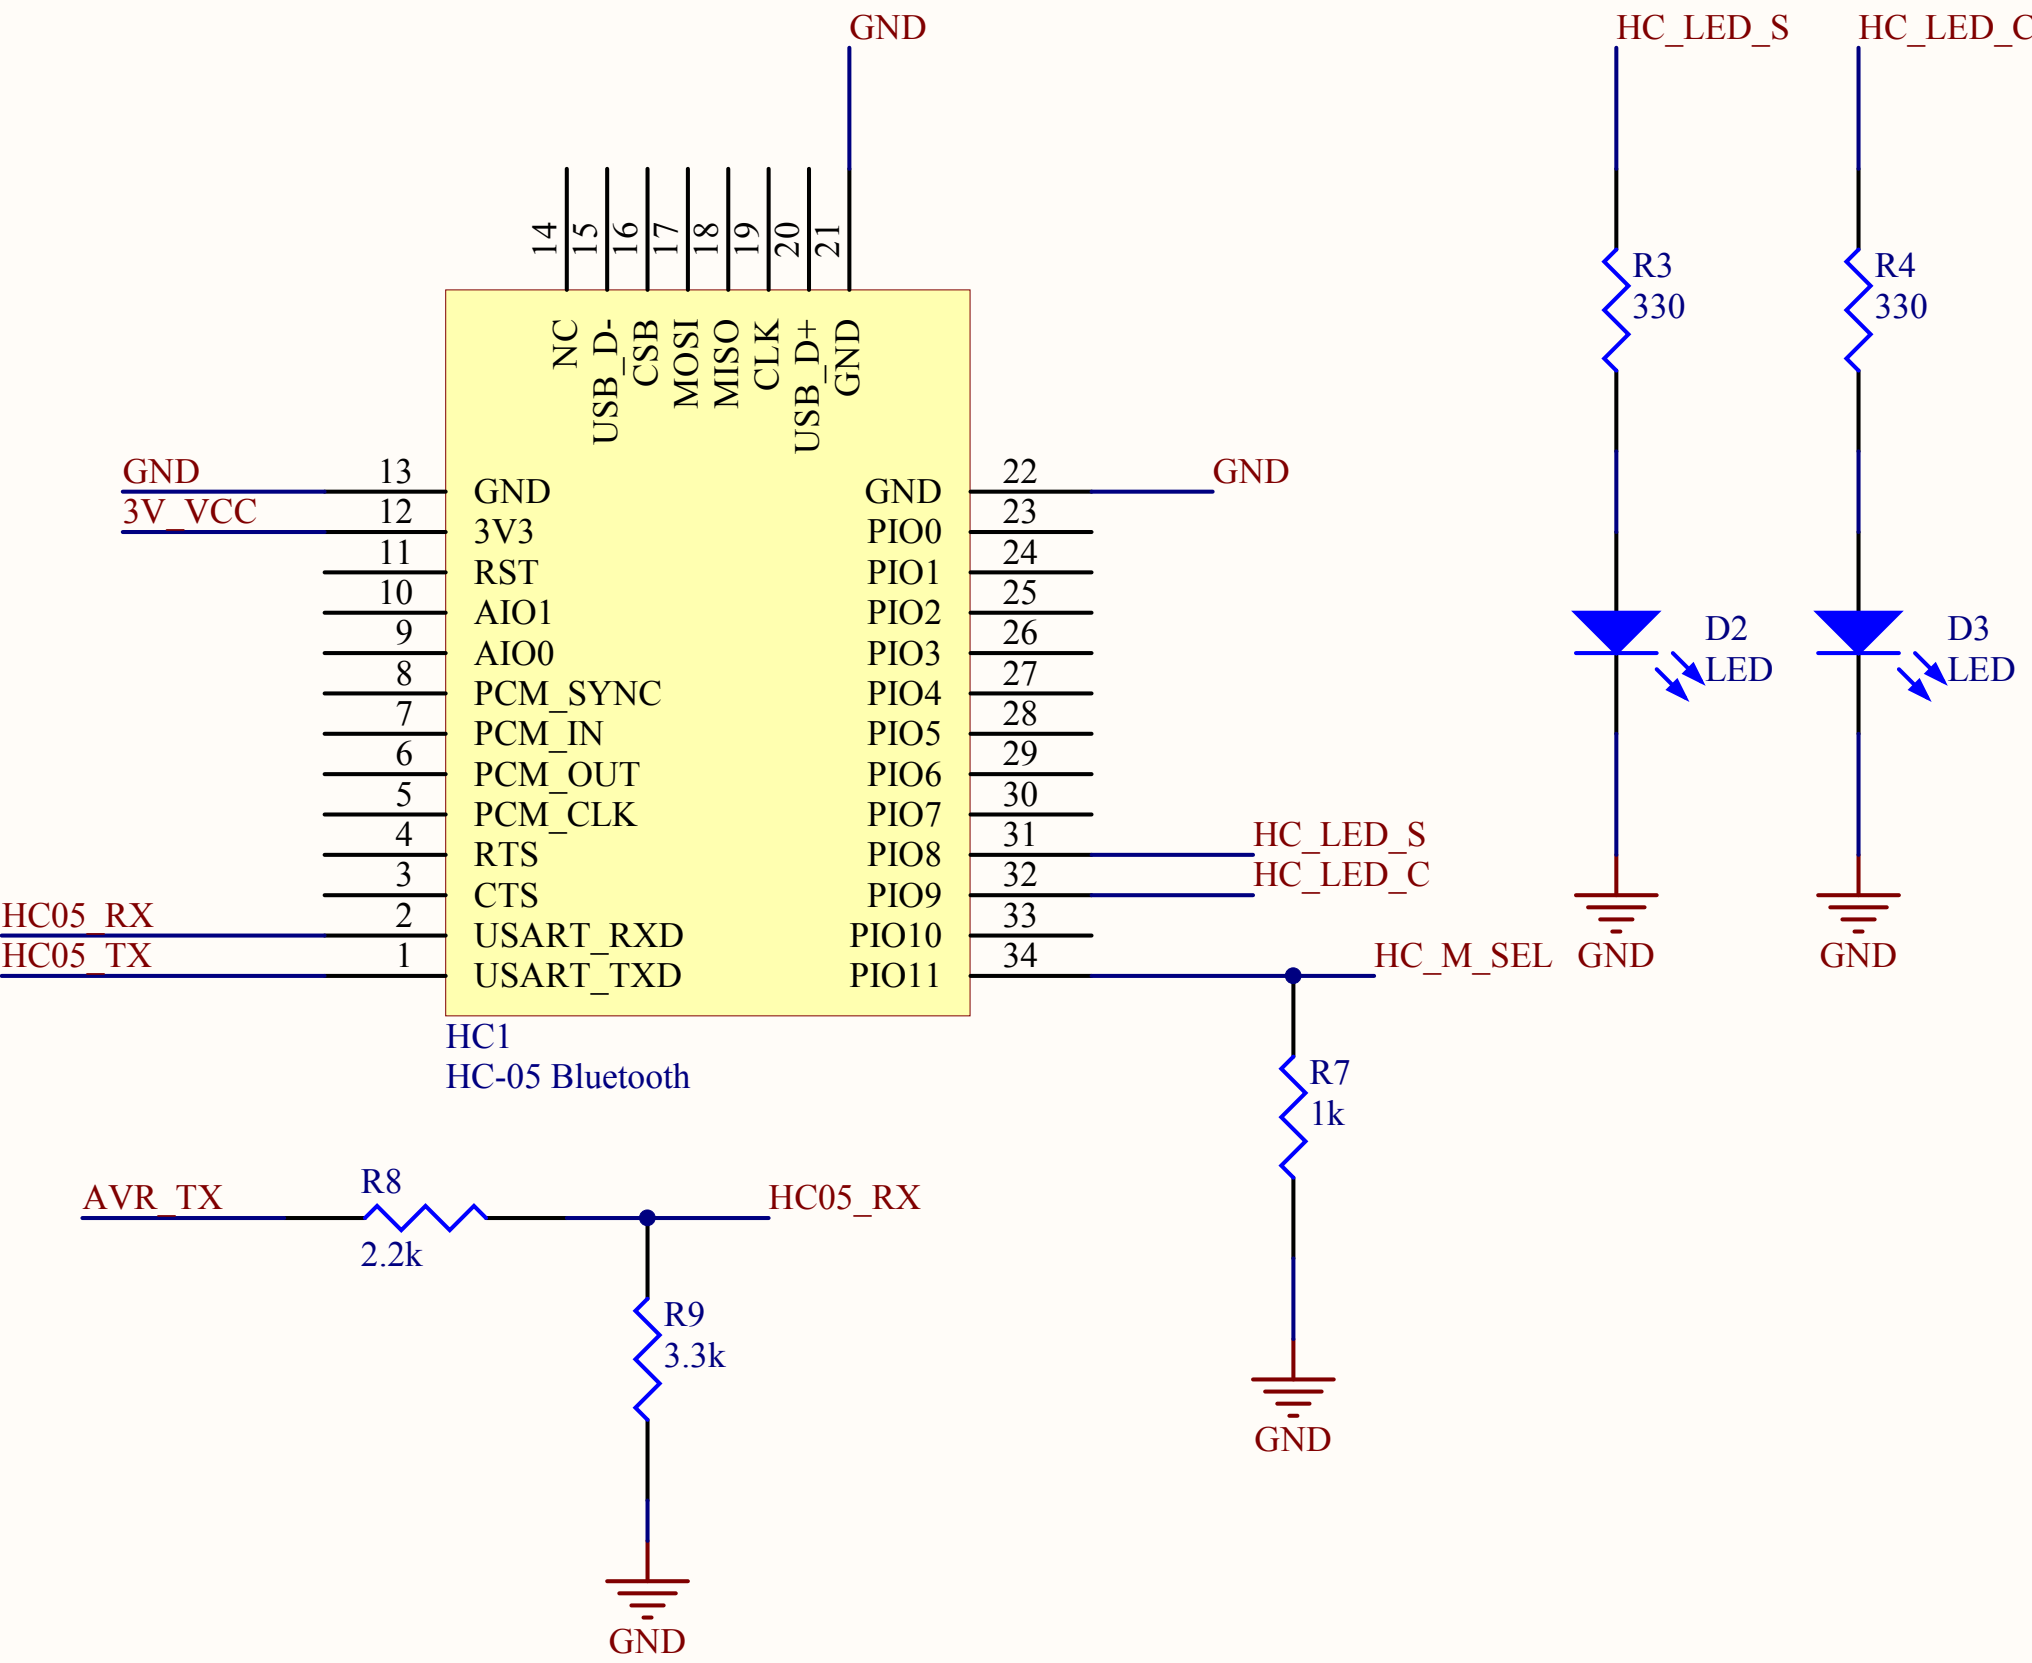 GND
HC_LED_S
HC_LED_C
14
15
16
17
18
19
20
21
R3
330
R4
330
NC
USB_D-
CSB
MOSI
MISO
CLK
USB_D+
GND
GND
13
GND
3V_VCC
12
3V3
11
RST
10
AIO1
9
AIO0
8
PCM_SYNC
7
PCM_IN
6
PCM_OUT
5
PCM_CLK
4
RTS
3
CTS
HC05_RX
2
USART_RXD
HC05_TX
1
USART_TXD
GND
22
GND
PIO0
23
PIO1
24
PIO2
25
PIO3
26
PIO4
27
PIO5
28
PIO6
29
PIO7
30
PIO8
31
HC_LED_S
PIO9
32
HC_LED_C
PIO10
33
PIO11
34
HC_M_SEL
D2
LED
D3
LED
GND
GND
HC1
HC-05 Bluetooth
R7
1k
GND
AVR_TX
R8
2.2k
HC05_RX
R9
3.3k
GND